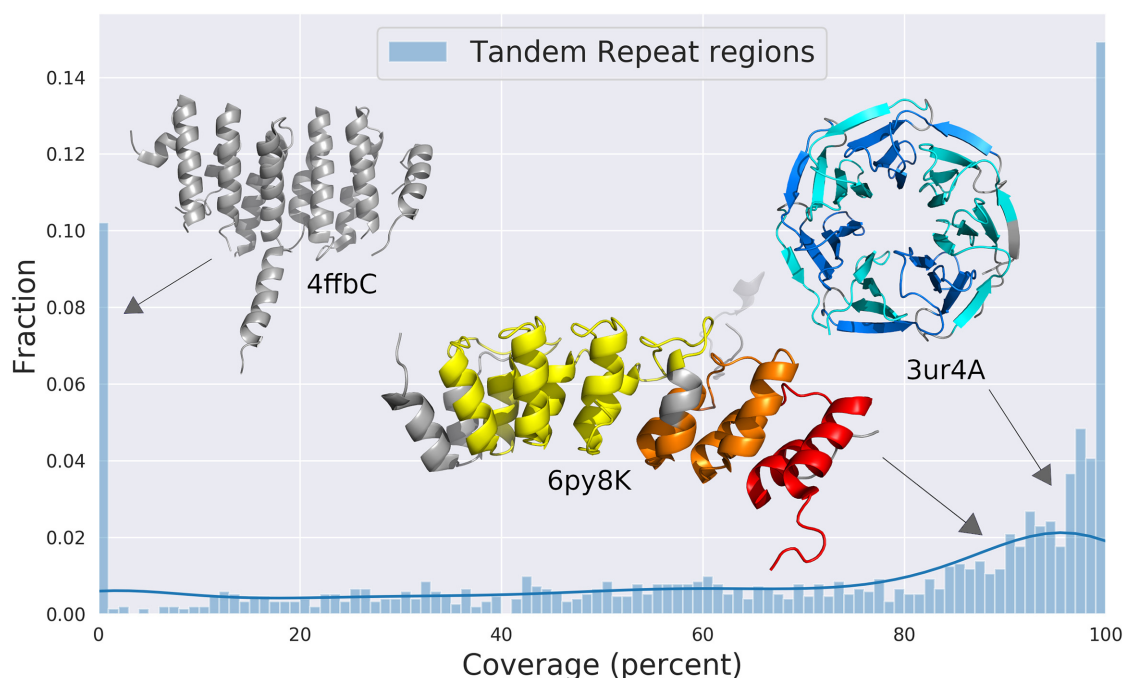 Tandem Repeat regions
0.14
0.12
0.10
0.08
0.06
0.04
0.02
0.00
Fraction
4ffbC
3ur4A
6py8K
0 20 40 60 80 100
Coverage (percent)